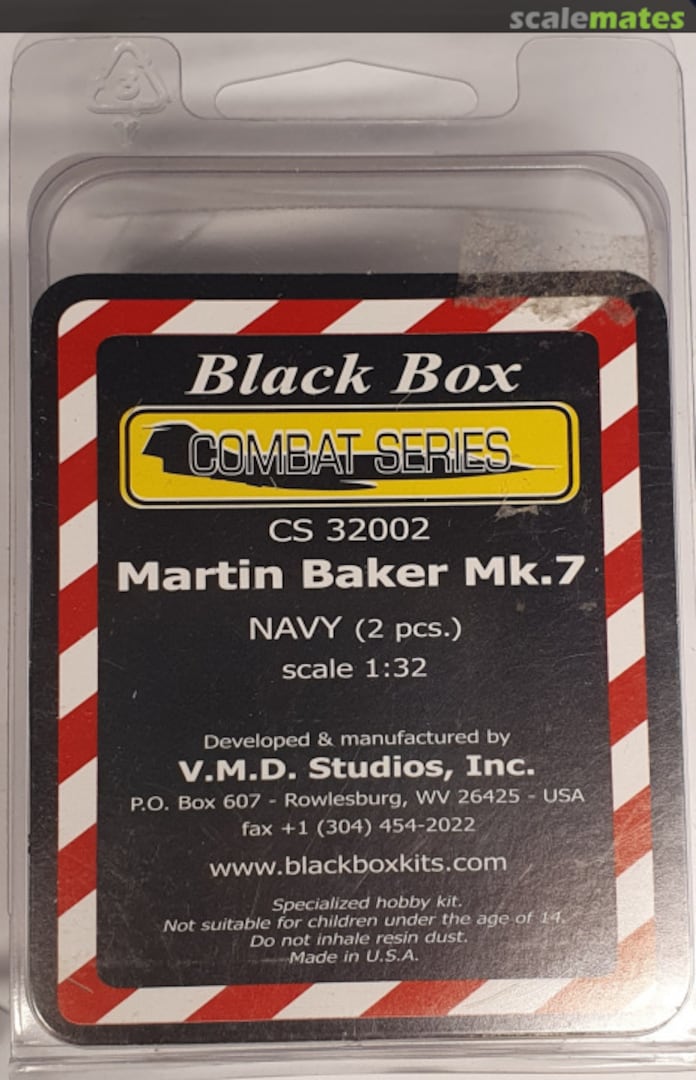 scalemates
Black Box
COMBAT SERIES
CS 32002
Martin Baker Mk.7
NAVY (2 pcs.)
scale 1:32
Developed & manufactured by
V.M.D. Studios, Inc.
P.O. Box 607 - Rowlesburg, WV 26425 - USA
fax +1 (304) 454-2022
www.blackboxkits.com
Specialized hobby kit.
Not suitable for children under the age of 14.
Do not inhale resin dust.
Made in U.S.A.